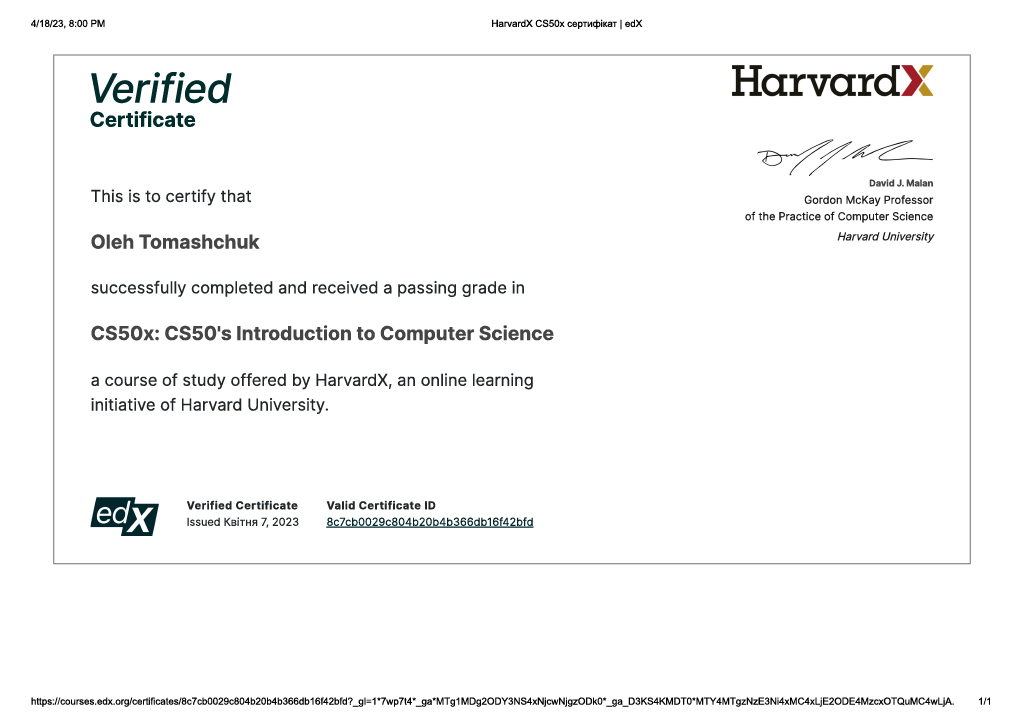 4/18/23, 8:00 PM
HarvardX CS50x сертифікат | edX
Verified
Certificate
HarvardX
David J. Malan
Gordon McKay Professor
of the Practice of Computer Science
Harvard University
This is to certify that
Oleh Tomashchuk
successfully completed and received a passing grade in
CS50x: CS50's Introduction to Computer Science
a course of study offered by HarvardX, an online learning
initiative of Harvard University.
edX
Verified Certificate
Issued Квітня 7, 2023
Valid Certificate ID
8c7cb0029c804b20b4b366db16f42bfd
https://courses.edx.org/certificates/8c7cb0029c804b20b4b366db16f42bfd?_gl=1*7wp7t4*_ga*MTg1MDg2ODY3NS4xNjcwNjgzODk0*_ga_D3KS4KMDT0*MTY4MTgzNzE3Ni4xMC4xLjE2ODE4MzcxOTQuMC4wLjA.
1/1